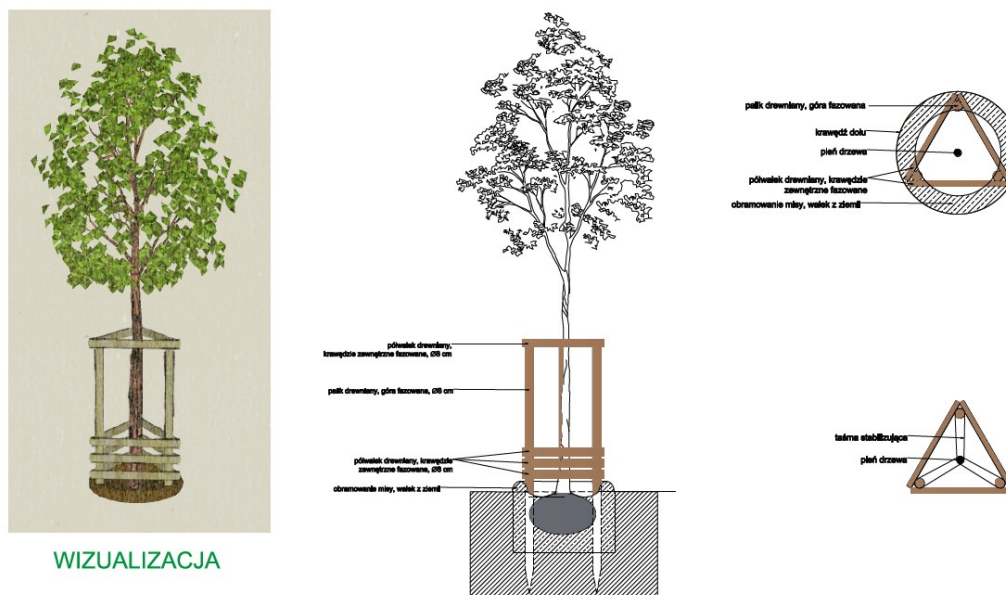 WIZUALIZACJA
półwałek drewniany,
krawędzie zewnętrzne fazowane, Ø8 cm
palik drewniany, góra fazowana, Ø8 cm
półwałek drewniany, krawędzie
zewnętrzne fazowane, Ø8 cm
obramowanie misy, wałek z ziemi
palik drewniany, góra fazowana
krawędź dołu
pień drzewa
półwałek drewniany, krawędzie
zewnętrzne fazowane
obramowanie misy, wałek z ziemi
taśma stabilizująca
pień drzewa